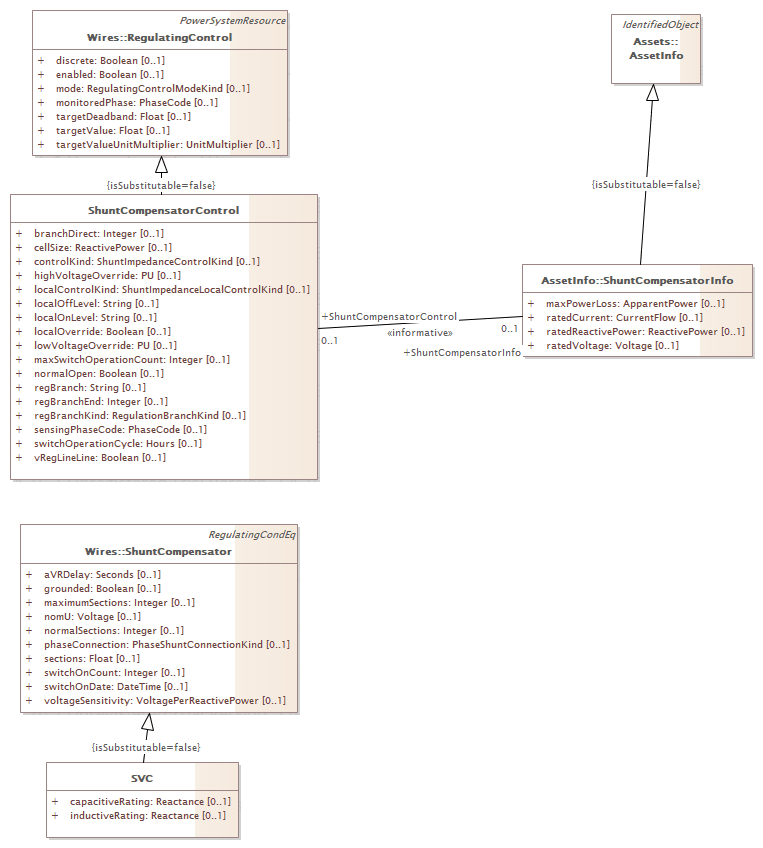 PowerSystemResource
Wires::RegulatingControl
+ discrete: Boolean [0..1]
+ enabled: Boolean [0..1]
+ mode: RegulatingControlModeKind [0..1]
+ monitoredPhase: PhaseCode [0..1]
+ targetDeadband: Float [0..1]
+ targetValue: Float [0..1]
+ targetValueUnitMultiplier: UnitMultiplier [0..1]
IdentifiedObject
Assets::
AssetInfo
{isSubstitutable=false}
{isSubstitutable=false}
ShuntCompensatorControl
+ branchDirect: Integer [0..1]
+ cellSize: ReactivePower [0..1]
+ controlKind: ShuntImpedanceControlKind [0..1]
+ highVoltageOverride: PU [0..1]
+ localControlKind: ShuntImpedanceLocalControlKind [0..1]
+ localOffLevel: String [0..1]
+ localOnLevel: String [0..1]
+ localOverride: Boolean [0..1]
+ lowVoltageOverride: PU [0..1]
+ maxSwitchOperationCount: Integer [0..1]
+ normalOpen: Boolean [0..1]
+ regBranch: String [0..1]
+ regBranchEnd: Integer [0..1]
+ regBranchKind: RegulationBranchKind [0..1]
+ sensingPhaseCode: PhaseCode [0..1]
+ switchOperationCycle: Hours [0..1]
+ vRegLineLine: Boolean [0..1]
+ShuntCompensatorControl
0..1
«informative»
0..1
+ShuntCompensatorInfo
AssetInfo::ShuntCompensatorInfo
+ maxPowerLoss: ApparentPower [0..1]
+ ratedCurrent: CurrentFlow [0..1]
+ ratedReactivePower: ReactivePower [0..1]
+ ratedVoltage: Voltage [0..1]
RegulatingCondEq
Wires::ShuntCompensator
+ aVRDelay: Seconds [0..1]
+ grounded: Boolean [0..1]
+ maximumSections: Integer [0..1]
+ nomU: Voltage [0..1]
+ normalSections: Integer [0..1]
+ phaseConnection: PhaseShuntConnectionKind [0..1]
+ sections: Float [0..1]
+ switchOnCount: Integer [0..1]
+ switchOnDate: DateTime [0..1]
+ voltageSensitivity: VoltagePerReactivePower [0..1]
{isSubstitutable=false}
SVC
+ capacitiveRating: Reactance [0..1]
+ inductiveRating: Reactance [0..1]